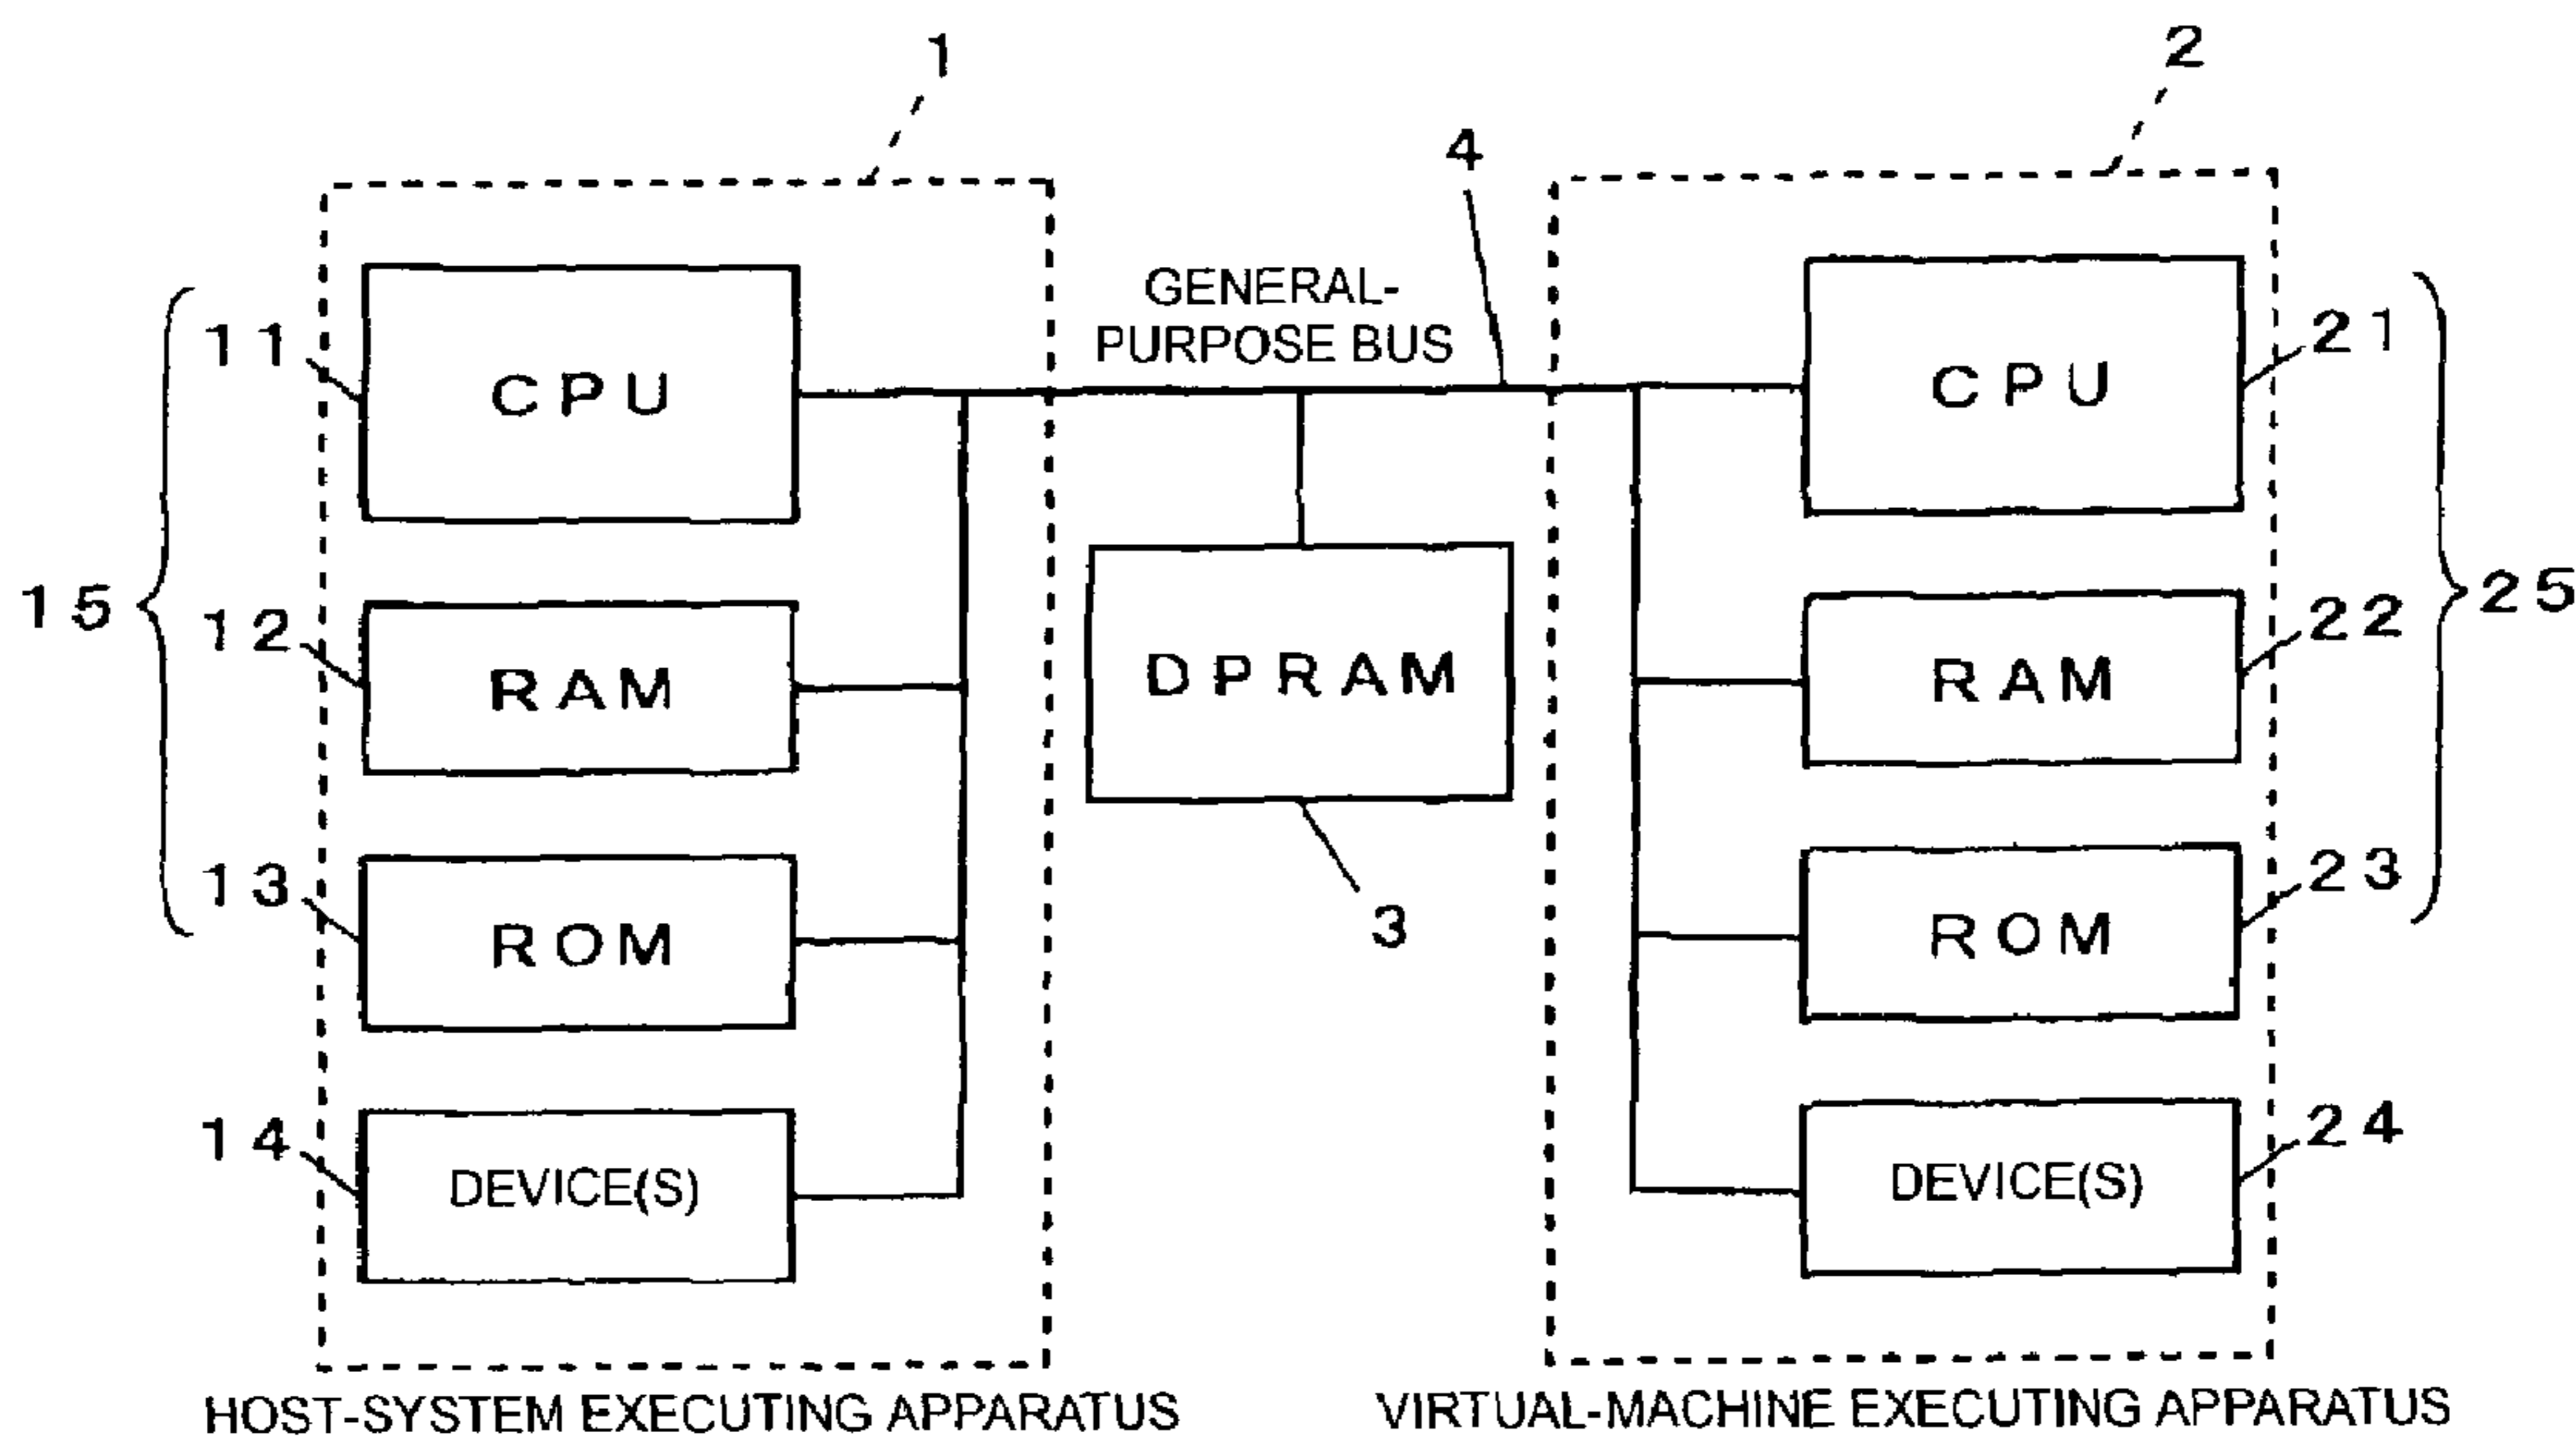 1
2
4
GENERAL-
PURPOSE BUS
11
CPU
CPU
21
15
12
RAM
DPRAM
RAM
22
25
13
ROM
3
ROM
23
14
DEVICE(S)
DEVICE(S)
24
HOST-SYSTEM EXECUTING APPARATUS
VIRTUAL-MACHINE EXECUTING APPARATUS